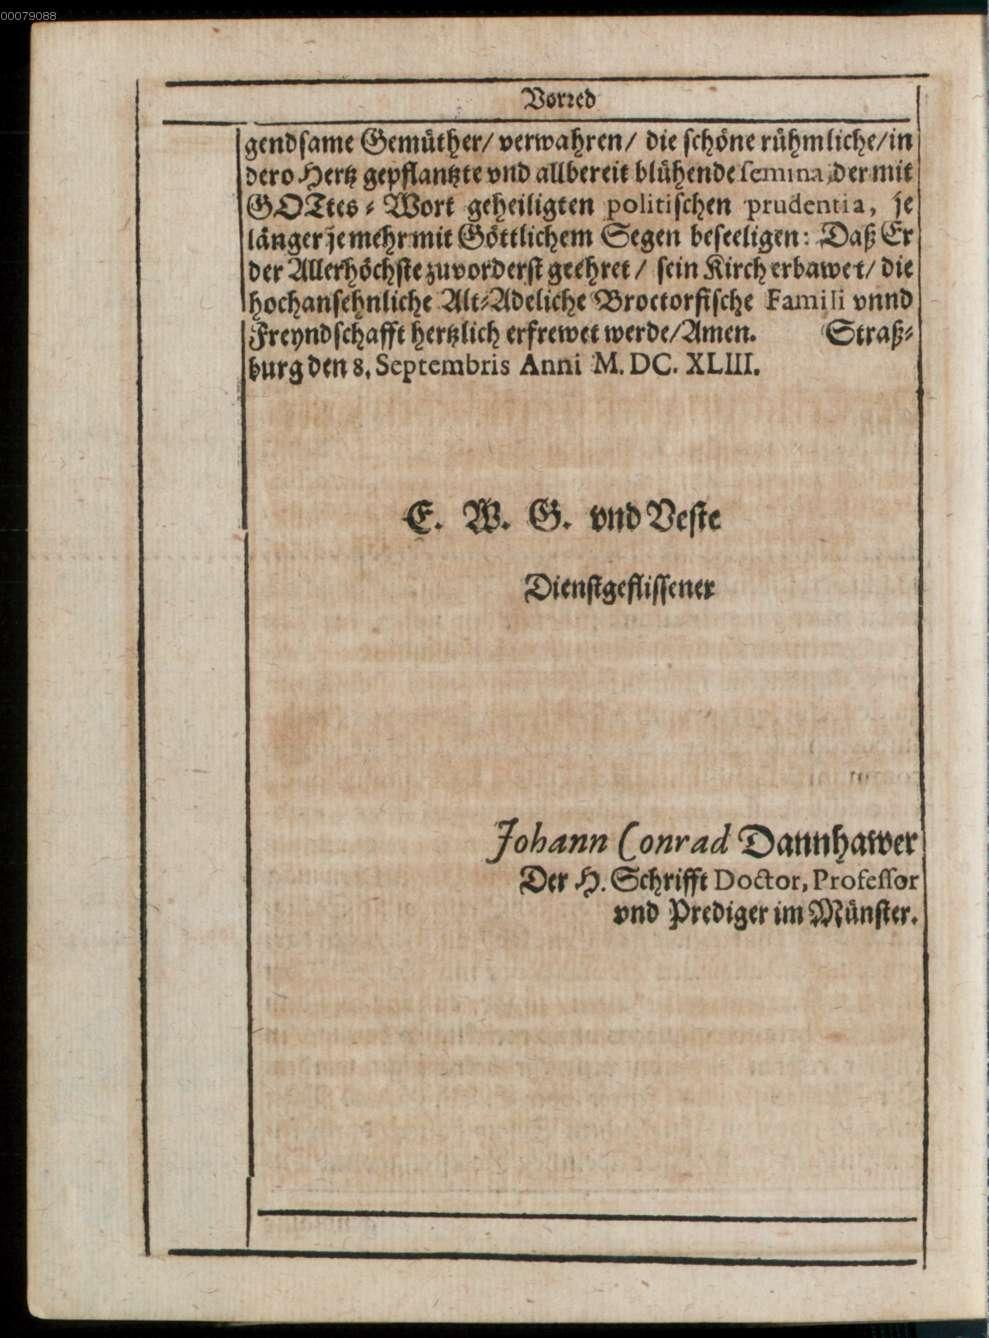 00079088
Vorred
gendsame Gemüther/ verwahren/ die schöne rühmliche/ in
dero Hertz gepflantzte vnd allbereit blühende semina, der mit
GOTtes-Wort geheiligten politischen prudentia, je
länger je mehr mit Göttlichem Segen beseeligen: Daß Er
der Allerhöchste zuvorderst geehret/ sein Kirch erbawet/ die
hochansehnliche Alt-Adeliche Broctorfische Famili vnnd
Freyndschafft hertzlich erfrewet werde/ Amen. Straß-
burg den 8. Septembris Anni M. DC. XLIII.
E. W. G. vnd Veste
Dienstgeflissener
Johann Conrad Dannhawer
Der H. Schrifft Doctor, Professor
vnd Prediger im Münster.